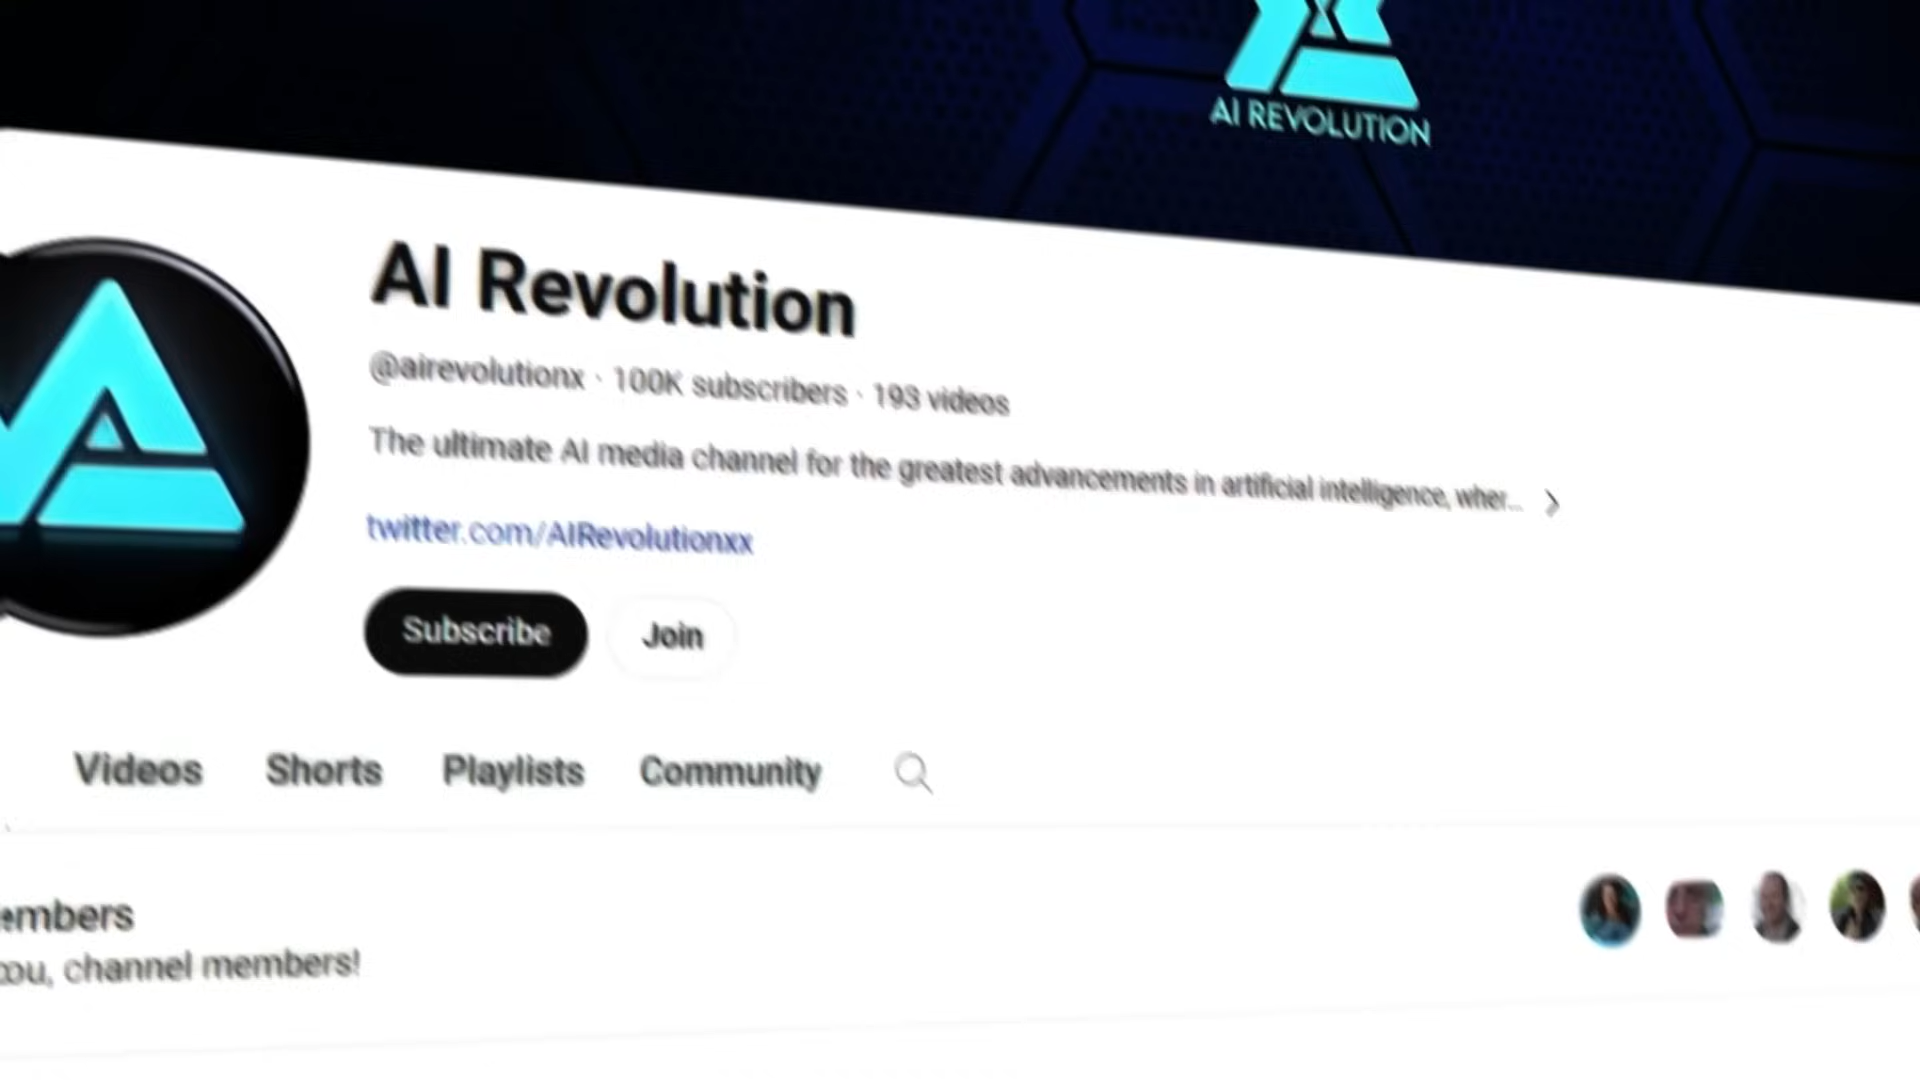 AI REVOLUTION
AI Revolution
@airevolutionx · 100K subscribers · 193 videos
The ultimate AI media channel for the greatest advancements in artificial intelligence, wher...
twitter.com/AIRevolutionxx
Subscribe Join
Videos Shorts Playlists Community
embers
ou, channel members!